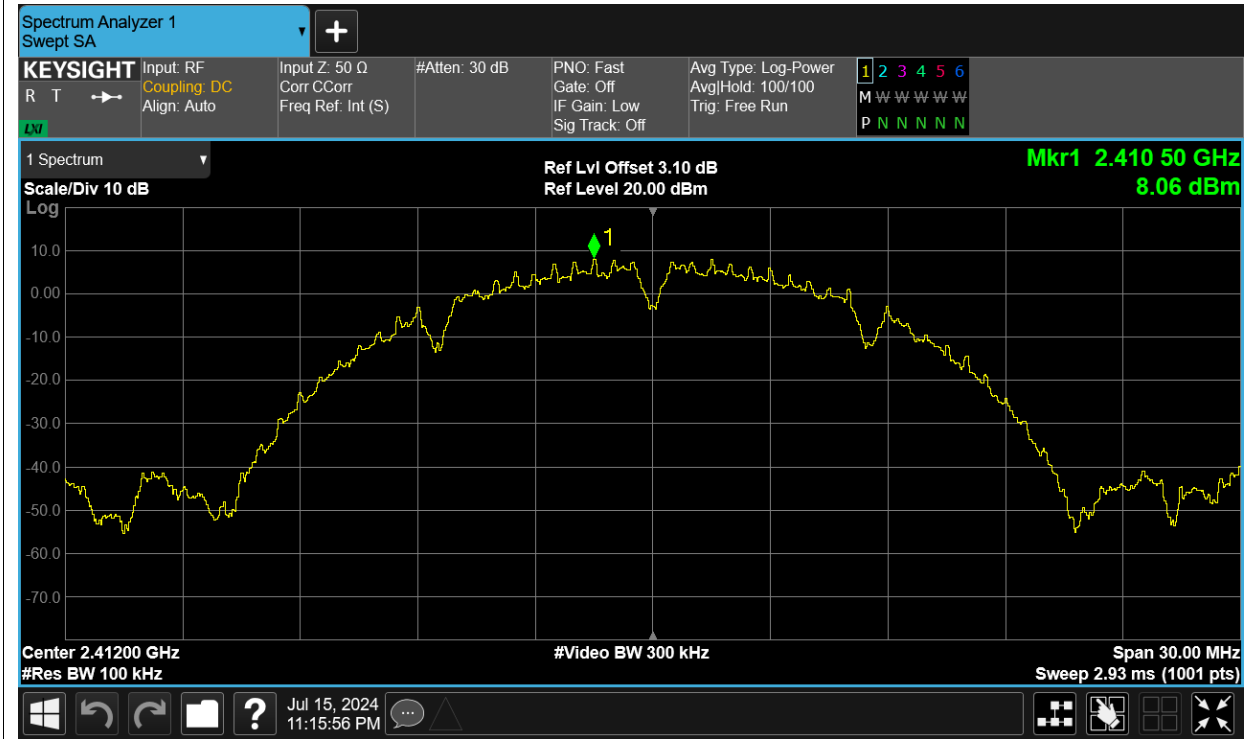 Spectrum Analyzer 1
Swept SA
+
KEYSIGHT
R T
LXI
Input: RF
Coupling: DC
Align: Auto
Input Z: 50 Ω
Corr CCorr
Freq Ref: Int (S)
#Atten: 30 dB
PNO: Fast
Gate: Off
IF Gain: Low
Sig Track: Off
Avg Type: Log-Power
Avg|Hold: 100/100
Trig: Free Run
1 2 3 4 5 6
M W W W W W
P N N N N N
1 Spectrum
Scale/Div 10 dB
Log
Ref Lvl Offset 3.10 dB
Ref Level 20.00 dBm
Mkr1 2.410 50 GHz
8.06 dBm
1
10.0
0.00
-10.0
-20.0
-30.0
-40.0
-50.0
-60.0
-70.0
Center 2.41200 GHz
#Res BW 100 kHz
#Video BW 300 kHz
Span 30.00 MHz
Sweep 2.93 ms (1001 pts)
?
Jul 15, 2024
11:15:56 PM